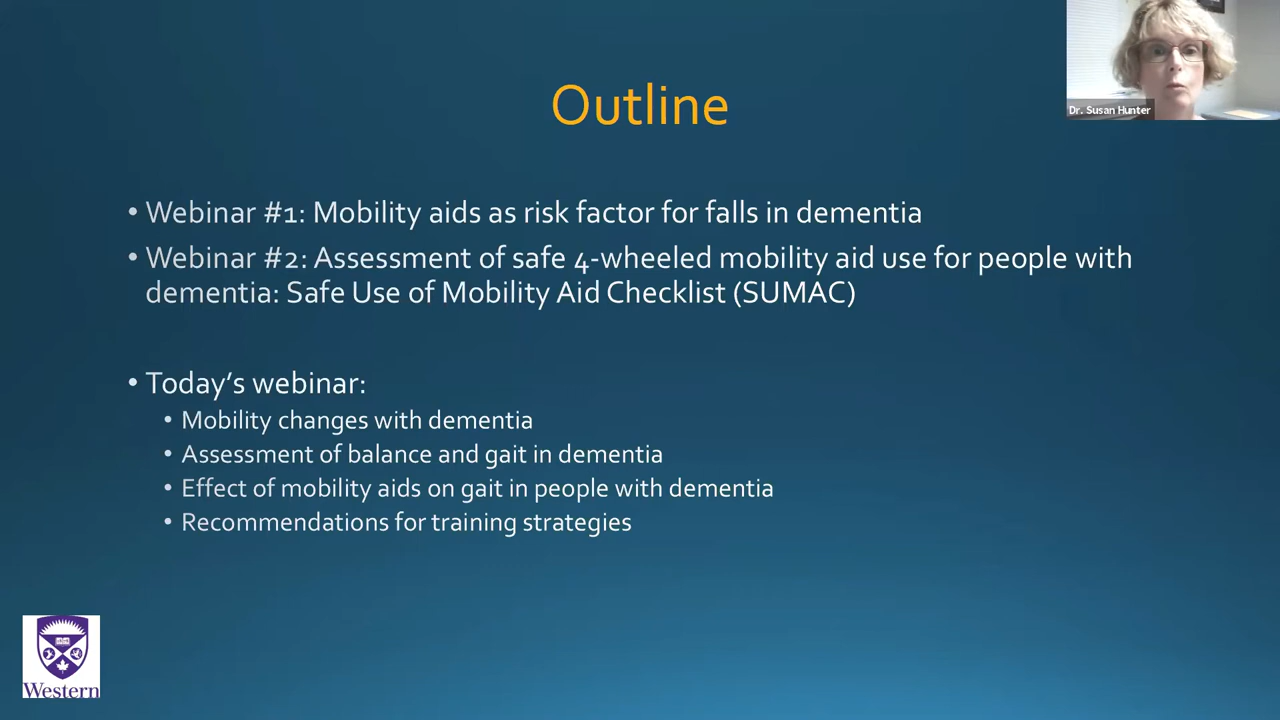 Outline
Dr. Susan Hunter
• Webinar #1: Mobility aids as risk factor for falls in dementia
• Webinar #2: Assessment of safe 4-wheeled mobility aid use for people with
dementia: Safe Use of Mobility Aid Checklist (SUMAC)
• Today's webinar:
• Mobility changes with dementia
• Assessment of balance and gait in dementia
• Effect of mobility aids on gait in people with dementia
• Recommendations for training strategies
Western